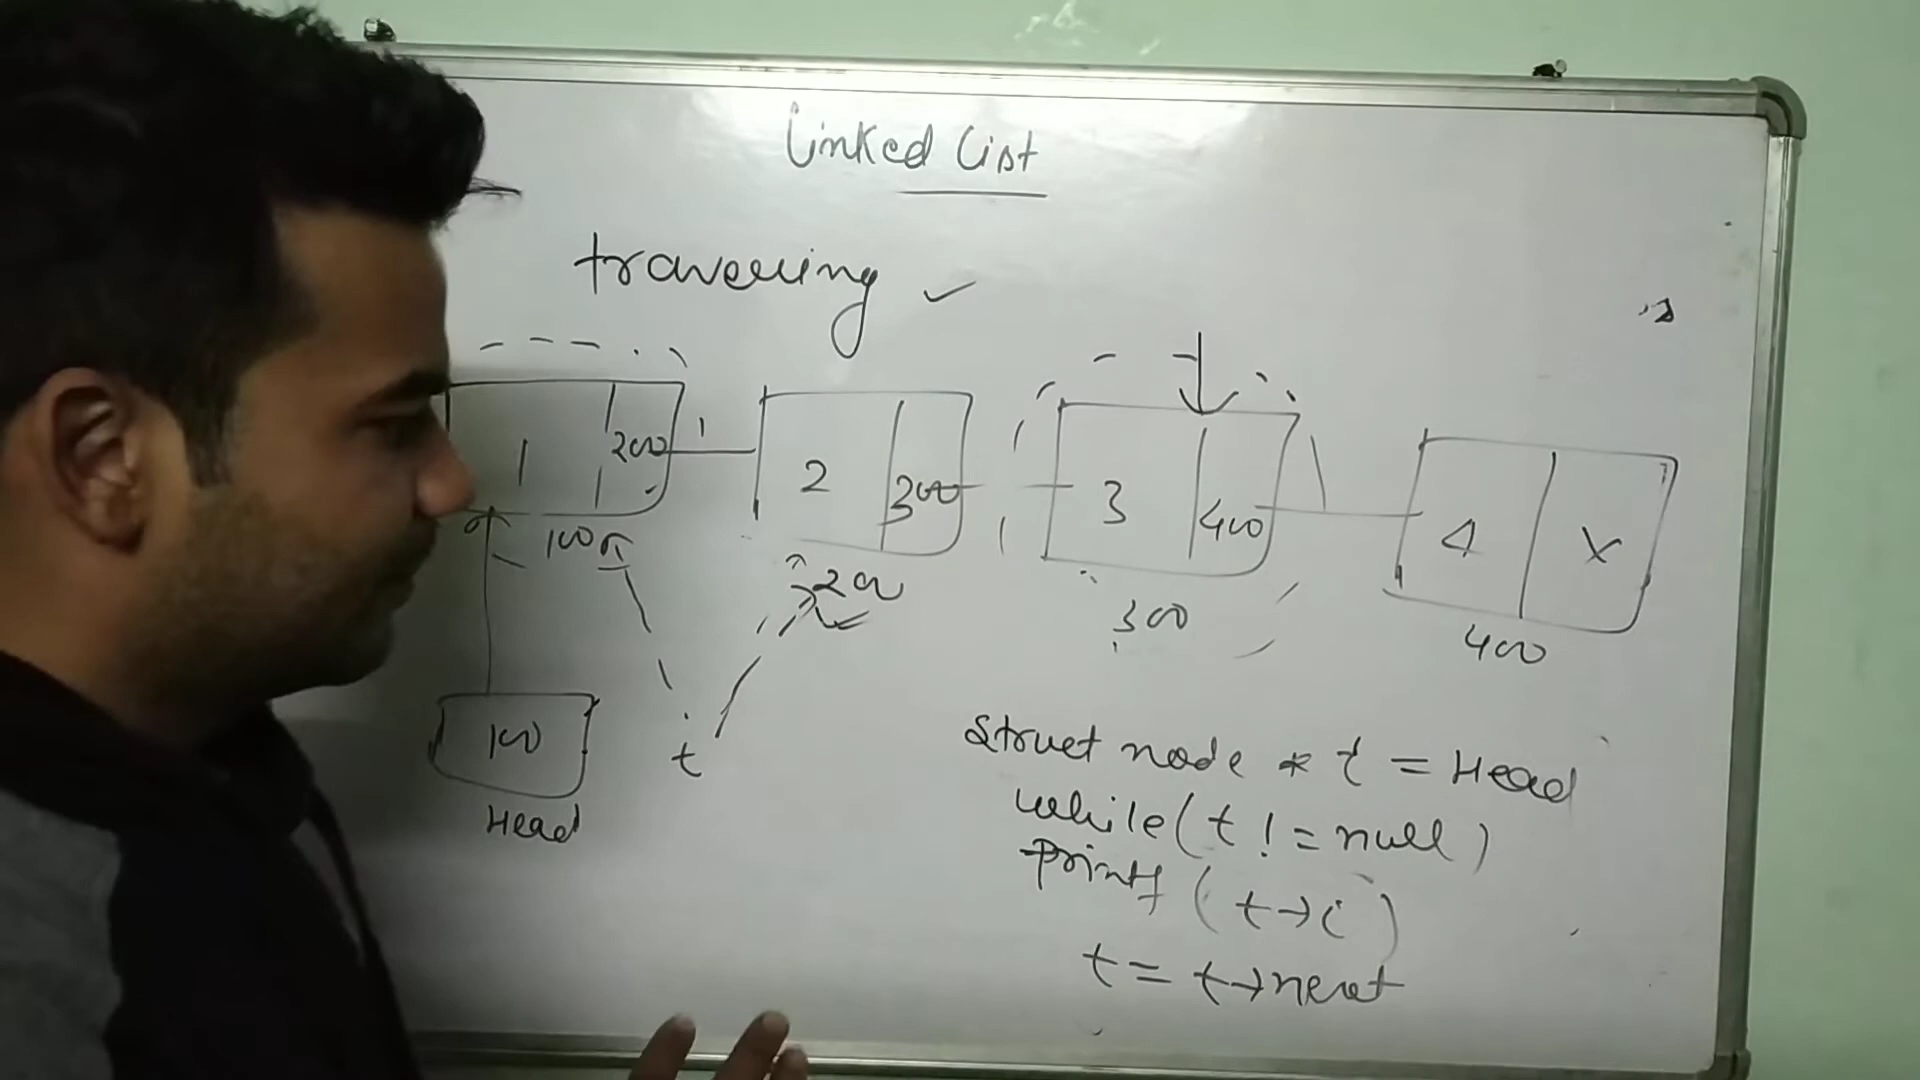 Linked List
travelling
1 200
2 300
3 400
4 X
100
200
300
400
100
Head
t
Struct node * t = Head
while(t != null)
Printf (t→i)
t = t→next